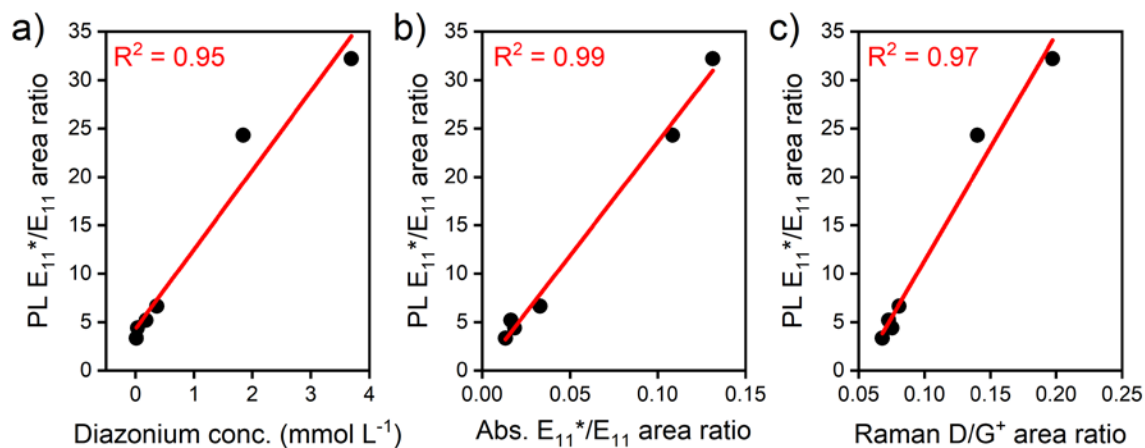 a)
R² = 0.95
PL E₁₁*/E₁₁ area ratio
35
30
25
20
15
10
5
0
0 1 2 3 4
Diazonium conc. (mmol L⁻¹)
b)
R² = 0.99
PL E₁₁*/E₁₁ area ratio
35
30
25
20
15
10
5
0
0.00 0.05 0.10 0.15
Abs. E₁₁*/E₁₁ area ratio
c)
R² = 0.97
PL E₁₁*/E₁₁ area ratio
35
30
25
20
15
10
5
0
0.05 0.10 0.15 0.20 0.25
Raman D/G⁺ area ratio